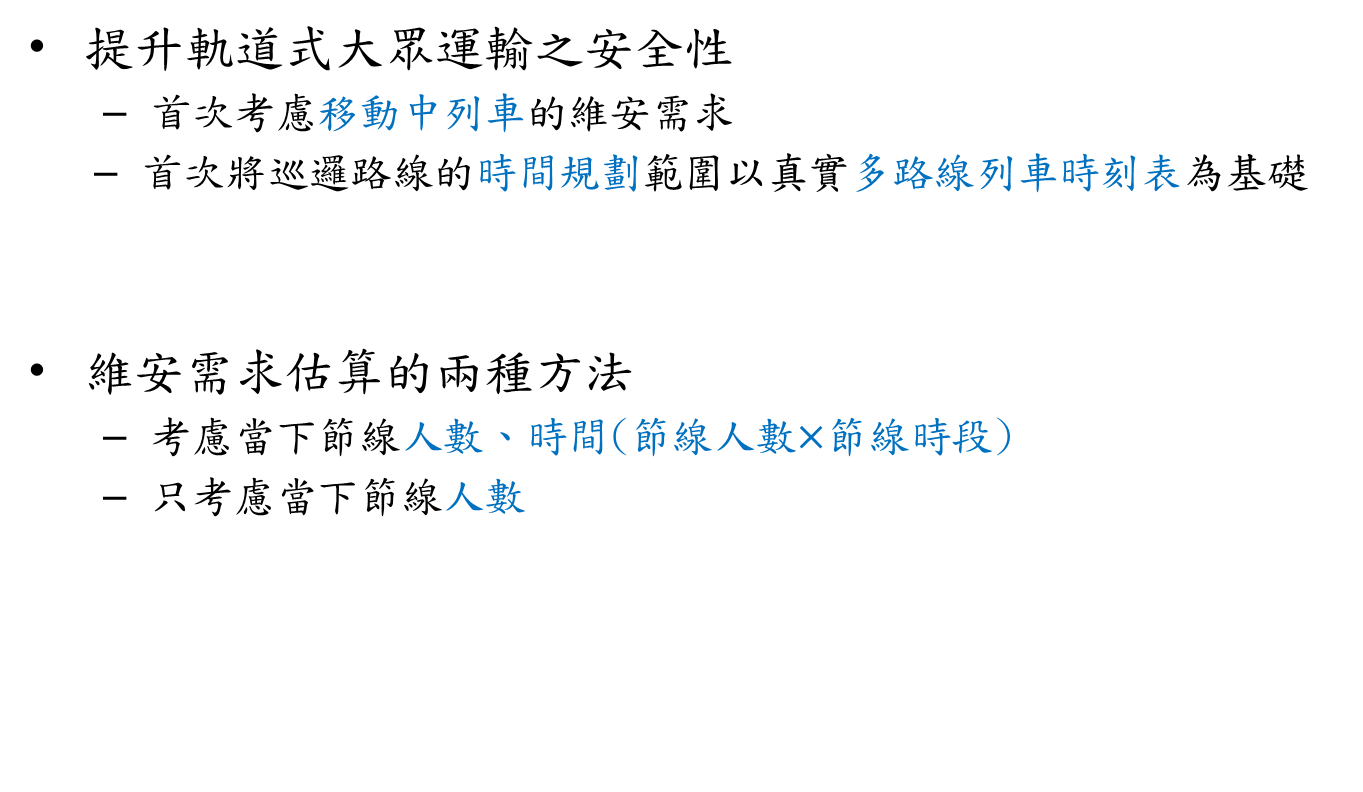 • 提升軌道式大眾運輸之安全性
– 首次考慮移動中列車的維安需求
– 首次將巡邏路線的時間規劃範圍以真實多路線列車時刻表為基礎
• 維安需求估算的兩種方法
– 考慮當下節線人數、時間(節線人數×節線時段)
– 只考慮當下節線人數